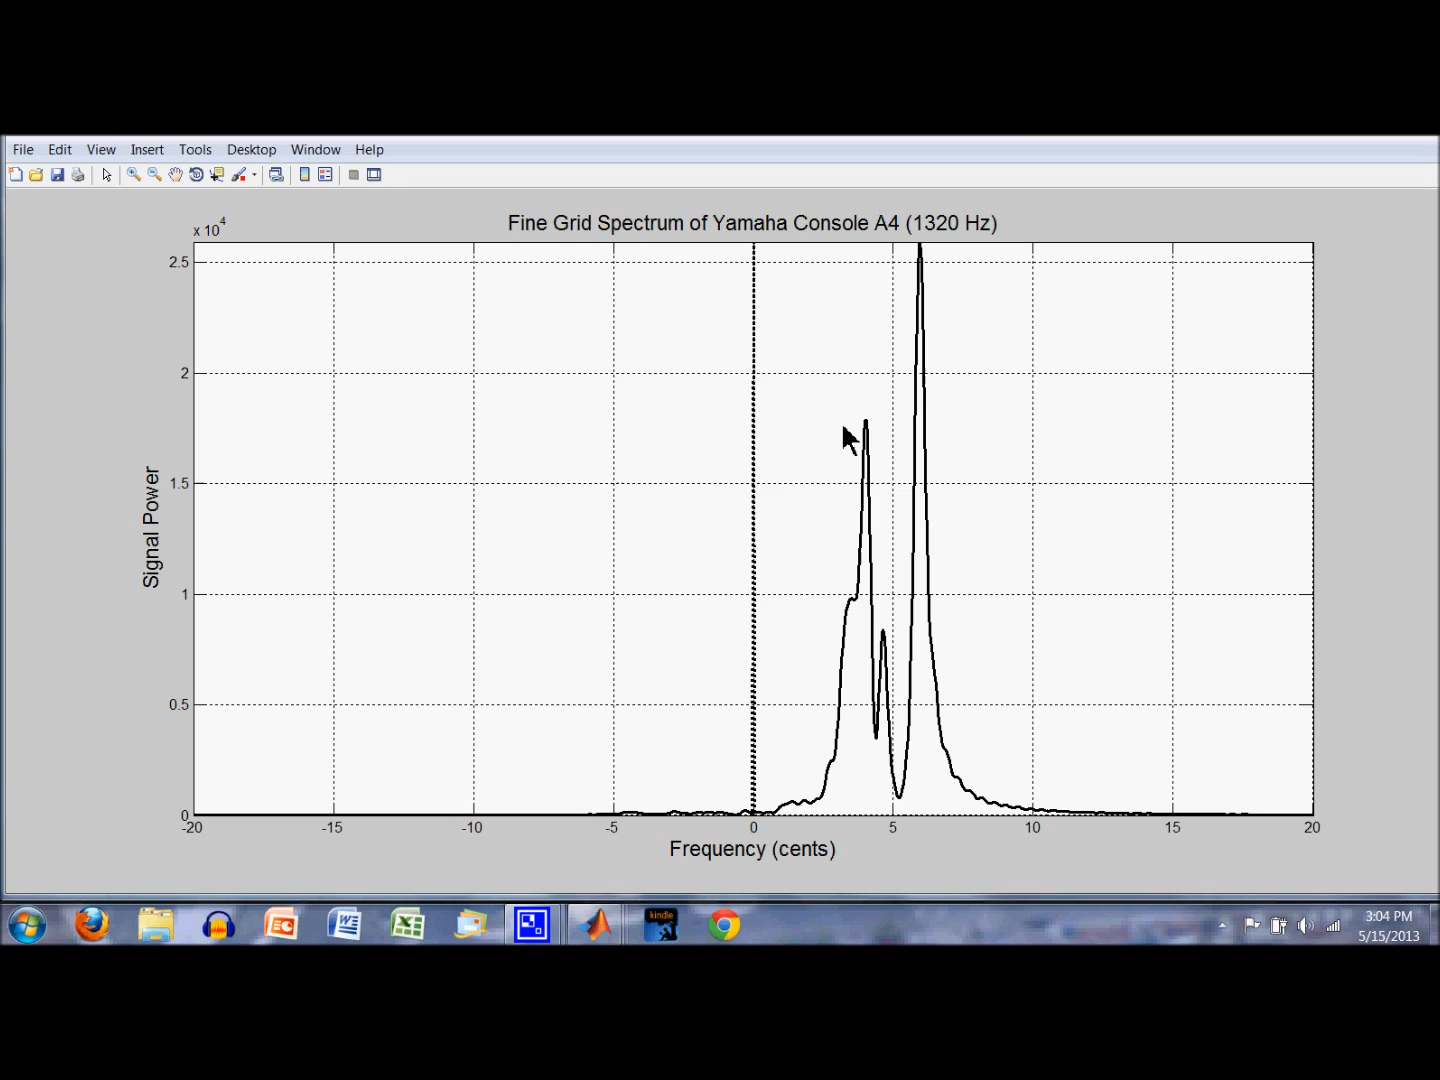 File Edit View Insert Tools Desktop Window Help
Fine Grid Spectrum of Yamaha Console A4 (1320 Hz)
x 10^4
2.5
2
1.5
1
0.5
0
Signal Power
-20 -15 -10 -5 0 5 10 15 20
Frequency (cents)
kindle
3:04 PM
5/15/2013